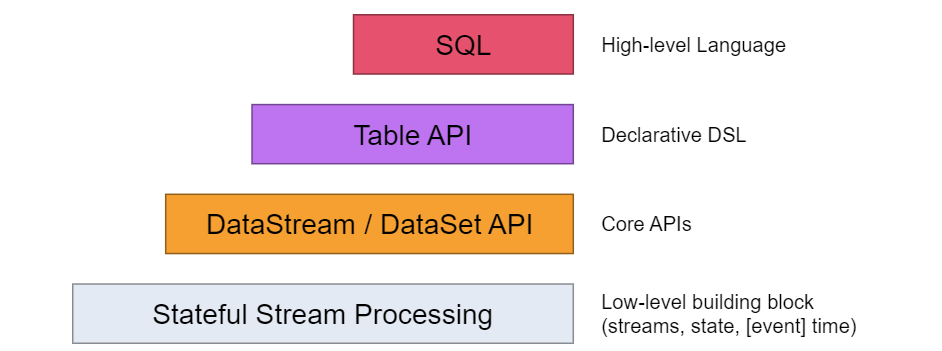 SQL
High-level Language
Table API
Declarative DSL
DataStream / DataSet API
Core APIs
Stateful Stream Processing
Low-level building block
(streams, state, [event] time)